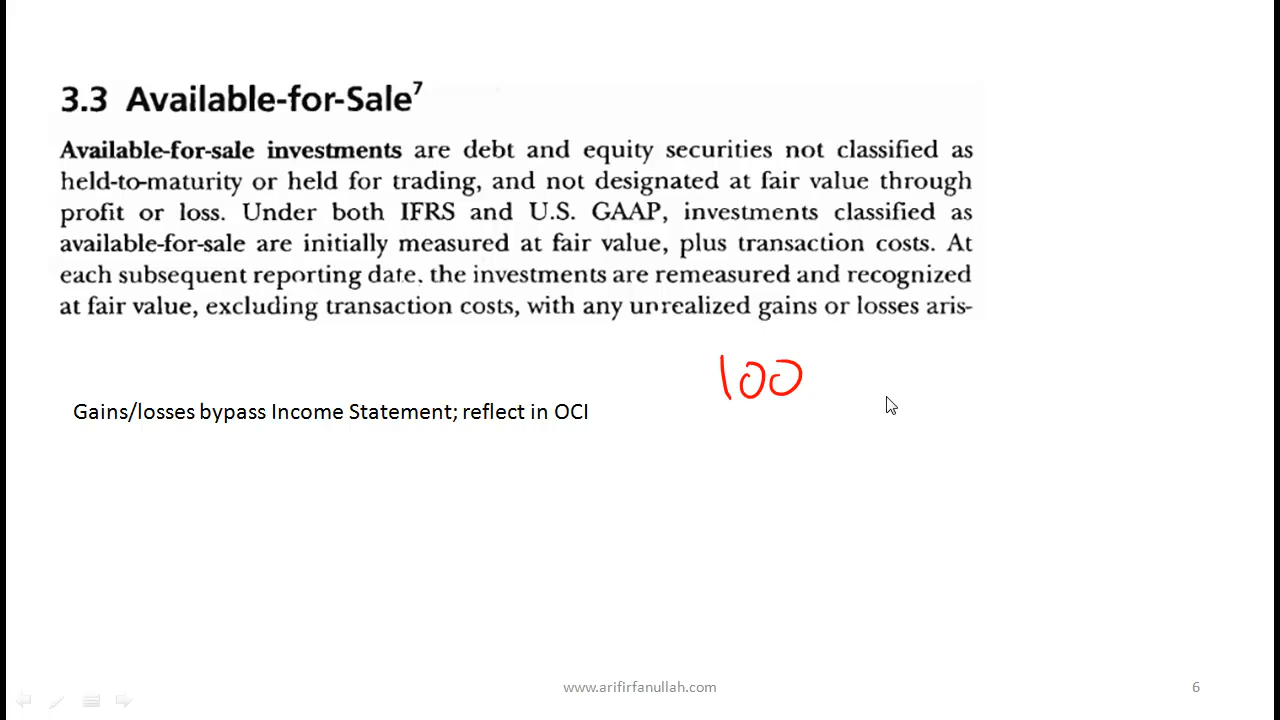 3.3 Available-for-Sale⁷
Available-for-sale investments are debt and equity securities not classified as
held-to-maturity or held for trading, and not designated at fair value through
profit or loss. Under both IFRS and U.S. GAAP, investments classified as
available-for-sale are initially measured at fair value, plus transaction costs. At
each subsequent reporting date, the investments are remeasured and recognized
at fair value, excluding transaction costs, with any unrealized gains or losses aris-
100
Gains/losses bypass Income Statement; reflect in OCI
www.arifirfanullah.com
6